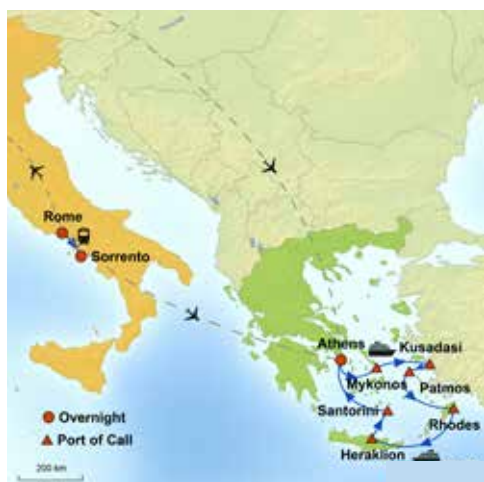 Rome
Sorrento
Athens
Kusadasi
Mykonos
Patmos
Santorini
Rhodes
Heraklion
Overnight
Port of Call
200 km